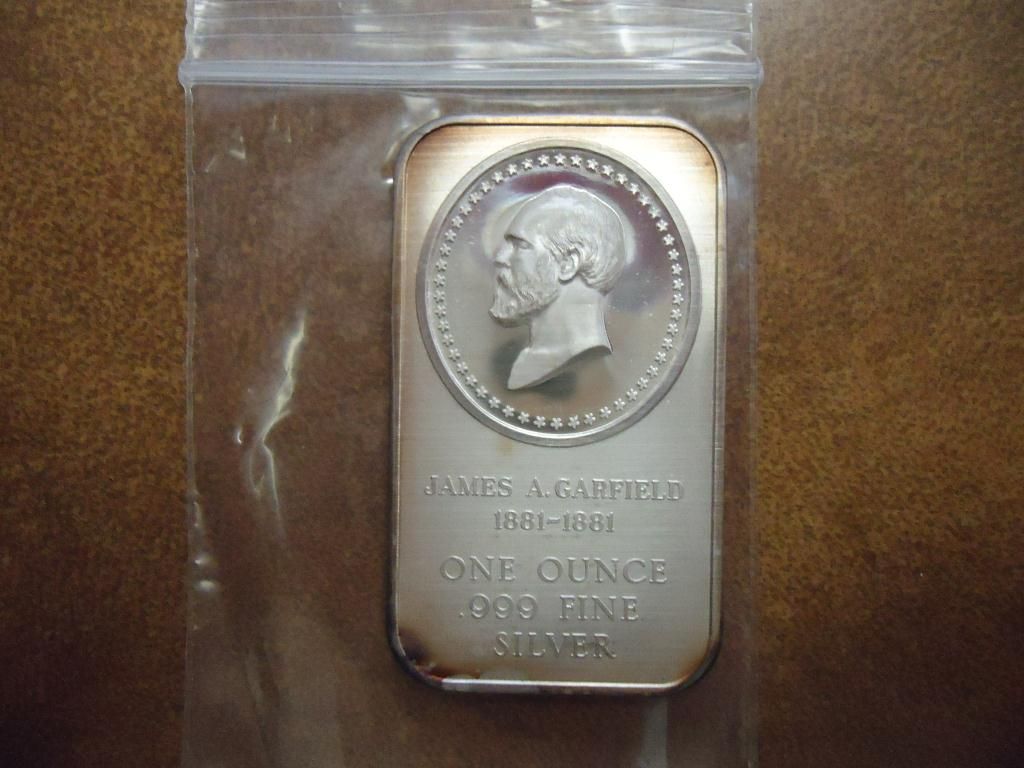 JAMES A. GARFIELD
1881-1881
ONE OUNCE
.999 FINE
SILVER